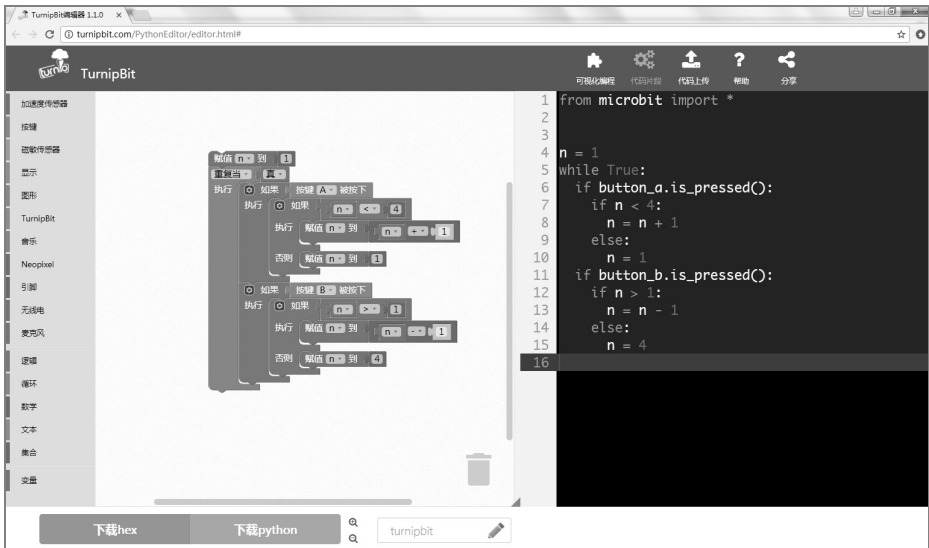 TurnipBit编辑器 1.1.0
turnipbit.com/PythonEditor/editor.html#
turnip
TurnipBit
可视化编程
代码片段
代码上传
帮助
分享
加速度传感器
按键
磁敏传感器
显示
图形
TurnipBit
音乐
Neopixel
引脚
无线电
麦克风
逻辑
循环
数学
文本
集合
变量
赋值 n 到 1
重复当 真
执行 如果 按键 A 被按下
执行 如果 n < 4
执行 赋值 n 到 n + 1
否则 赋值 n 到 1
如果 按键 B 被按下
执行 如果 n > 1
执行 赋值 n 到 n - 1
否则 赋值 n 到 4
1 from microbit import *
2
3
4 n = 1
5 while True:
6 if button_a.is_pressed():
7 if n < 4:
8 n = n + 1
9 else:
10 n = 1
11 if button_b.is_pressed():
12 if n > 1:
13 n = n - 1
14 else:
15 n = 4
16
下载hex
下载python
turnipbit